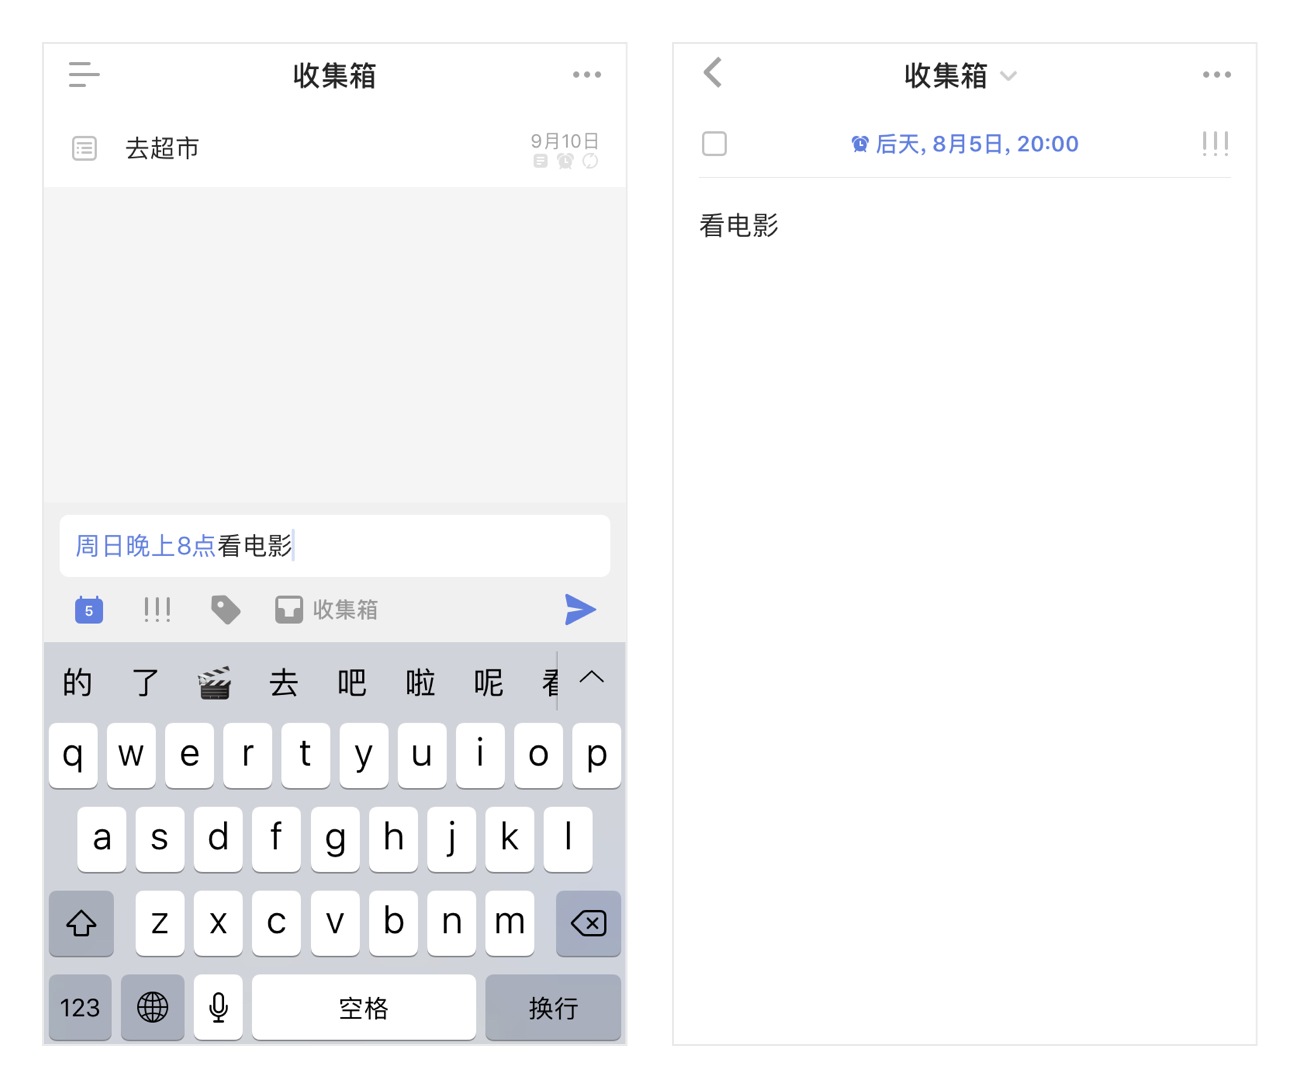 收集箱
去超市
9月10日
周日晚上8点看电影
5 !!! 收集箱
的 了 去 吧 啦 呢
q w e r t y u i o p
a s d f g h j k l
z x c v b n m
123 空格 换行
收集箱
后天, 8月5日, 20:00 !!!
看电影